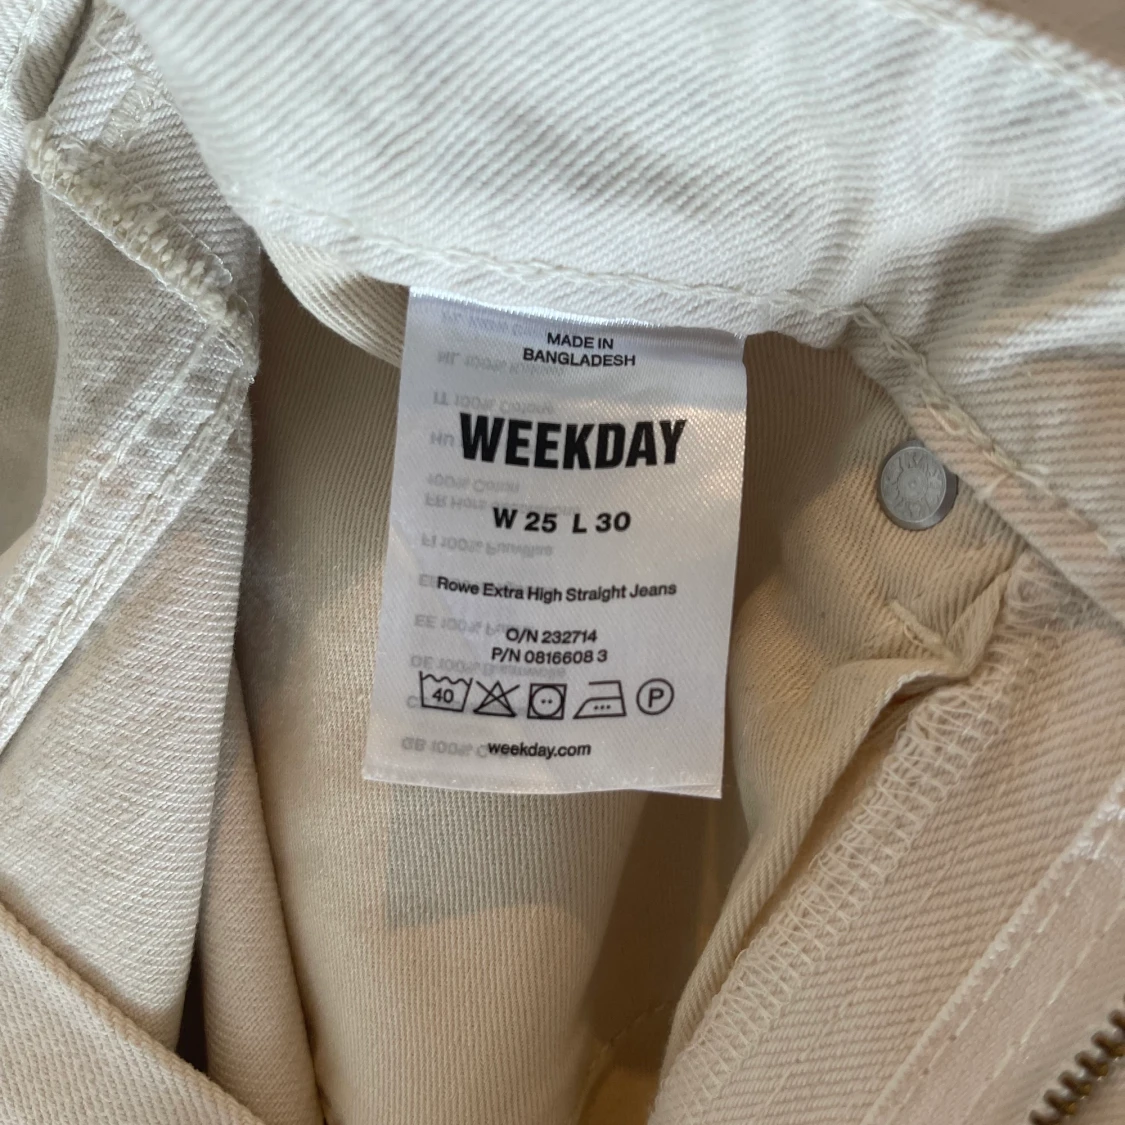 MADE IN
BANGLADESH
WEEKDAY
W 25 L 30
Rowe Extra High Straight Jeans
O/N 232714
P/N 0816608 3
40
P
weekday.com